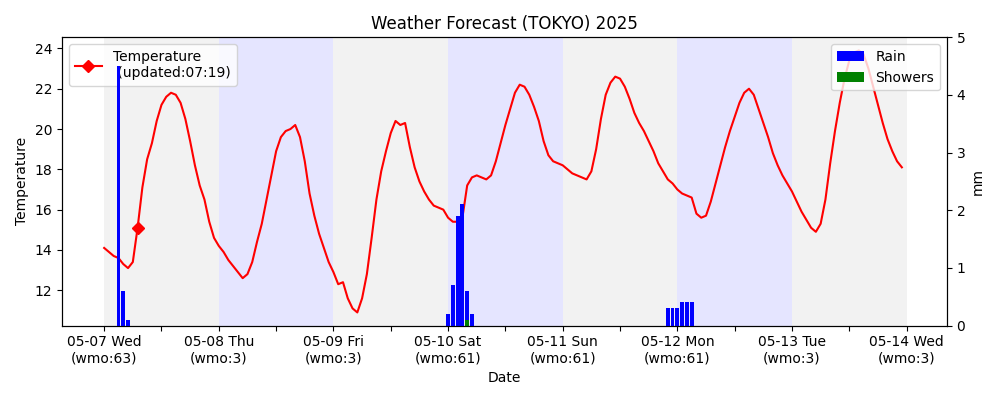 Weather Forecast (TOKYO) 2025
Temperature
(updated:07:19)
Rain
Showers
Temperature
24
22
20
18
16
14
12
5
4
3
2
1
0
mm
05-07 Wed
(wmo:63)
05-08 Thu
(wmo:3)
05-09 Fri
(wmo:3)
05-10 Sat
(wmo:61)
05-11 Sun
(wmo:61)
05-12 Mon
(wmo:61)
05-13 Tue
(wmo:3)
05-14 Wed
(wmo:3)
Date